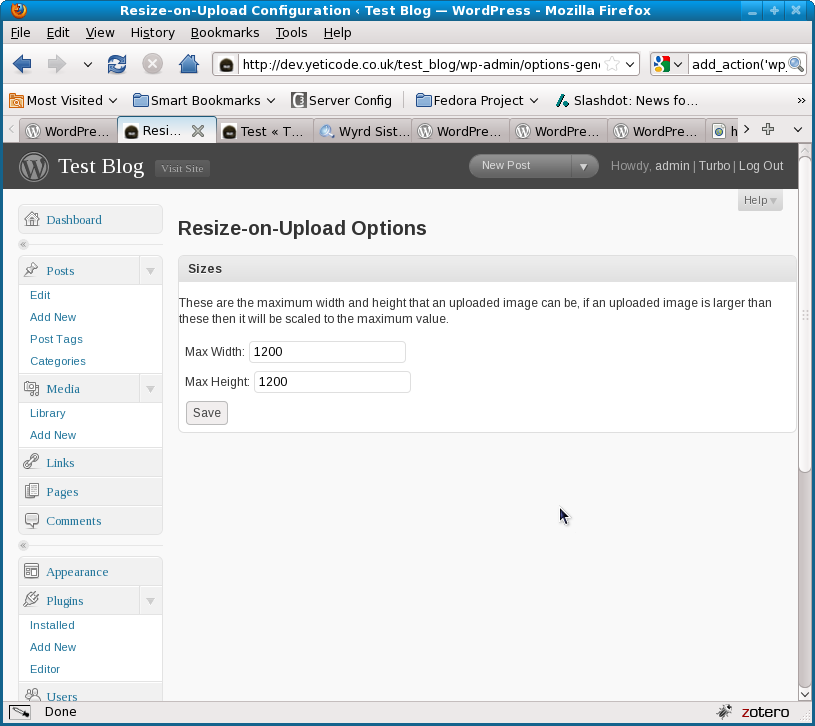 Resize-on-Upload Configuration ‹ Test Blog — WordPress - Mozilla Firefox
File Edit View History Bookmarks Tools Help
http://dev.yeticode.co.uk/test_blog/wp-admin/options-gen
add_action('wp_
Most Visited Smart Bookmarks Server Config Fedora Project Slashdot: News fo... »
WordPre... Resi... Test « T... Wyrd Sist... WordPre... WordPre... WordPre... h
Test Blog Visit Site New Post Howdy, admin | Turbo | Log Out
Help
Resize-on-Upload Options
Sizes
These are the maximum width and height that an uploaded image can be, if an uploaded image is larger than
these then it will be scaled to the maximum value.
Max Width: 1200
Max Height: 1200
Save
Dashboard
Posts
Edit
Add New
Post Tags
Categories
Media
Library
Add New
Links
Pages
Comments
Appearance
Plugins
Installed
Add New
Editor
Users
Done
zotero